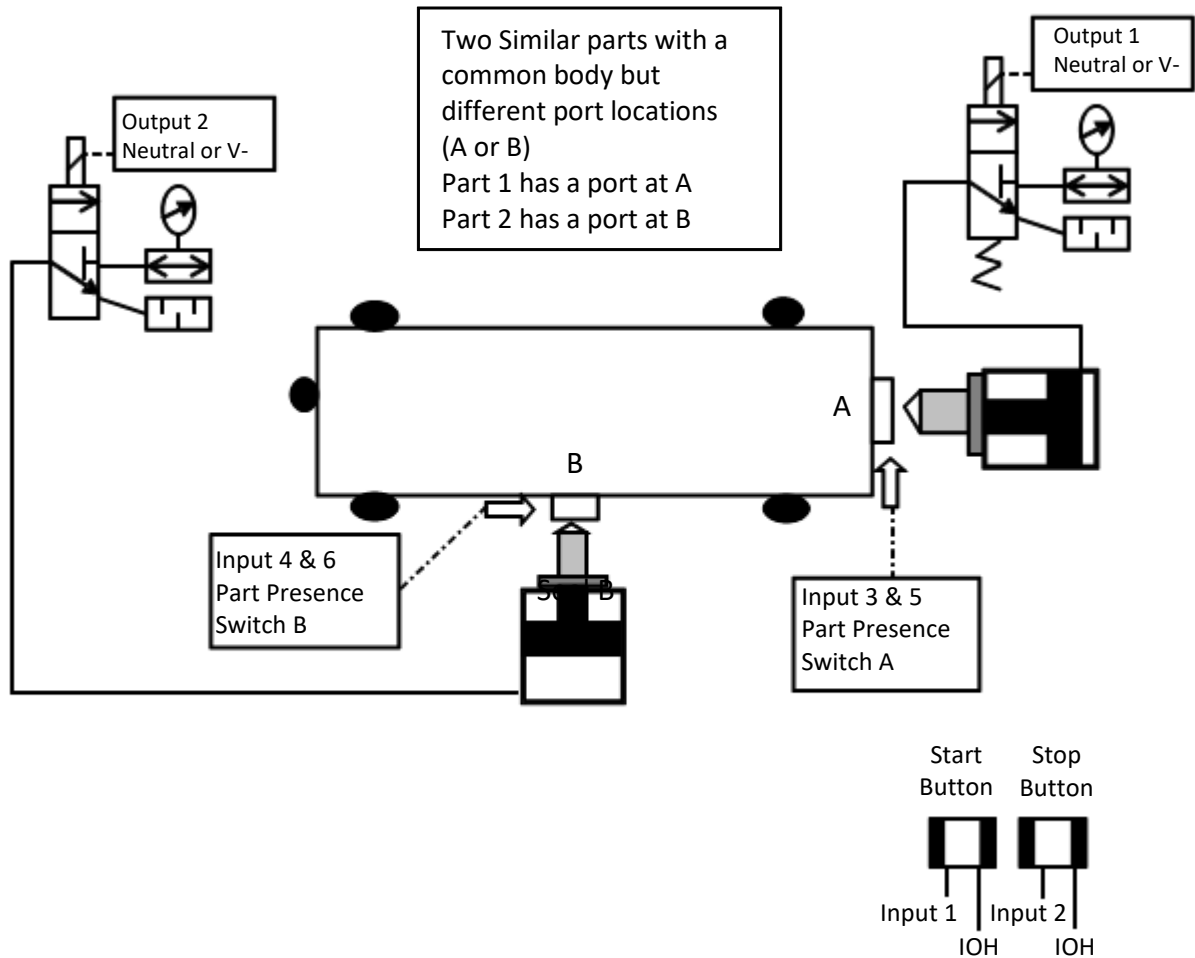 Two Similar parts with a
common body but
different port locations
(A or B)
Part 1 has a port at A
Part 2 has a port at B
Output 1
Neutral or V-
Output 2
Neutral or V-
A
B
Input 4 & 6
Part Presence
Switch B
B
Input 3 & 5
Part Presence
Switch A
Start
Button
Stop
Button
Input 1
IOH
Input 2
IOH